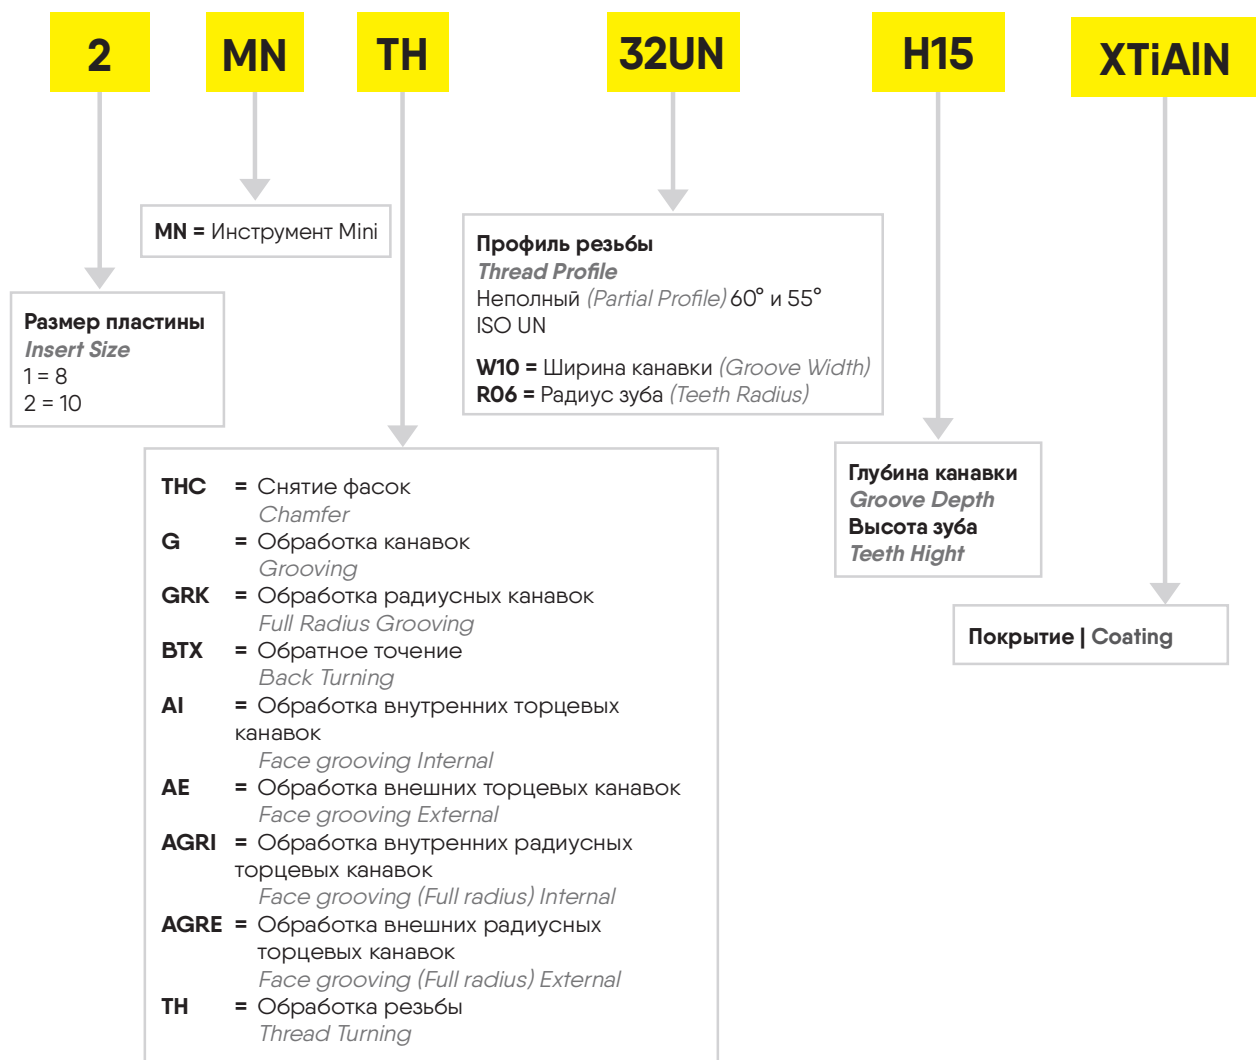 2 MN TH 32UN H15 XTiAlN
MN = Инструмент Mini
Размер пластины
Insert Size
1 = 8
2 = 10
Профиль резьбы
Thread Profile
Неполный (Partial Profile) 60° и 55°
ISO UN
W10 = Ширина канавки (Groove Width)
R06 = Радиус зуба (Teeth Radius)
Глубина канавки
Groove Depth
Высота зуба
Teeth Hight
Покрытие | Coating
THC = Снятие фасок
Chamfer
G = Обработка канавок
Grooving
GRK = Обработка радиусных канавок
Full Radius Grooving
BTX = Обратное точение
Back Turning
AI = Обработка внутренних торцевых
канавок
Face grooving Internal
AE = Обработка внешних торцевых канавок
Face grooving External
AGRI = Обработка внутренних радиусных
торцевых канавок
Face grooving (Full radius) Internal
AGRE = Обработка внешних радиусных
торцевых канавок
Face grooving (Full radius) External
TH = Обработка резьбы
Thread Turning